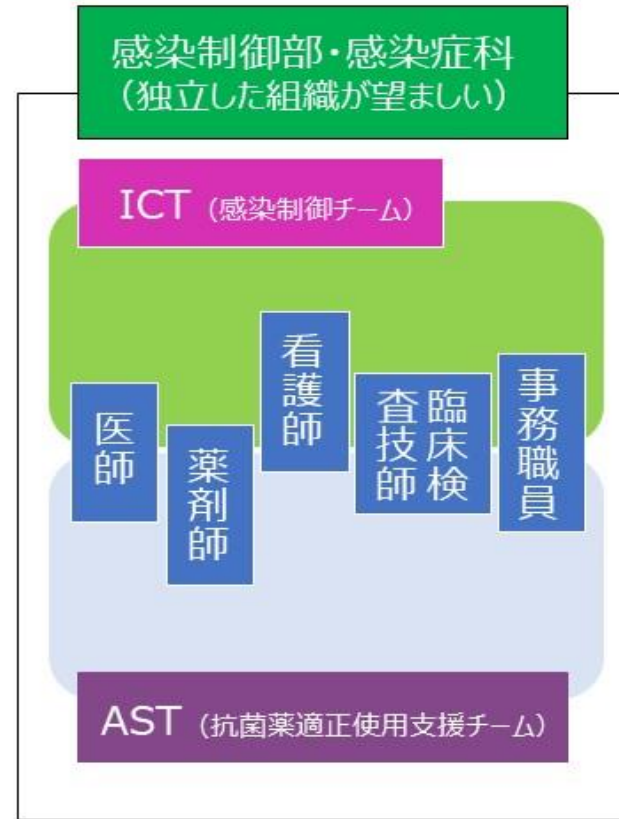 感染制御部・感染症科
（独立した組織が望ましい）
ICT（感染制御チーム）
医師
薬剤師
看護師
臨床検
査技師
事務職員
AST（抗菌薬適正使用支援チーム）